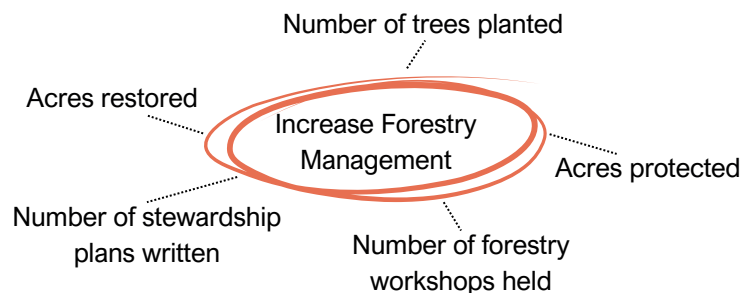 Number of trees planted
Acres restored
Increase Forestry
Management
Acres protected
Number of stewardship
plans written
Number of forestry
workshops held